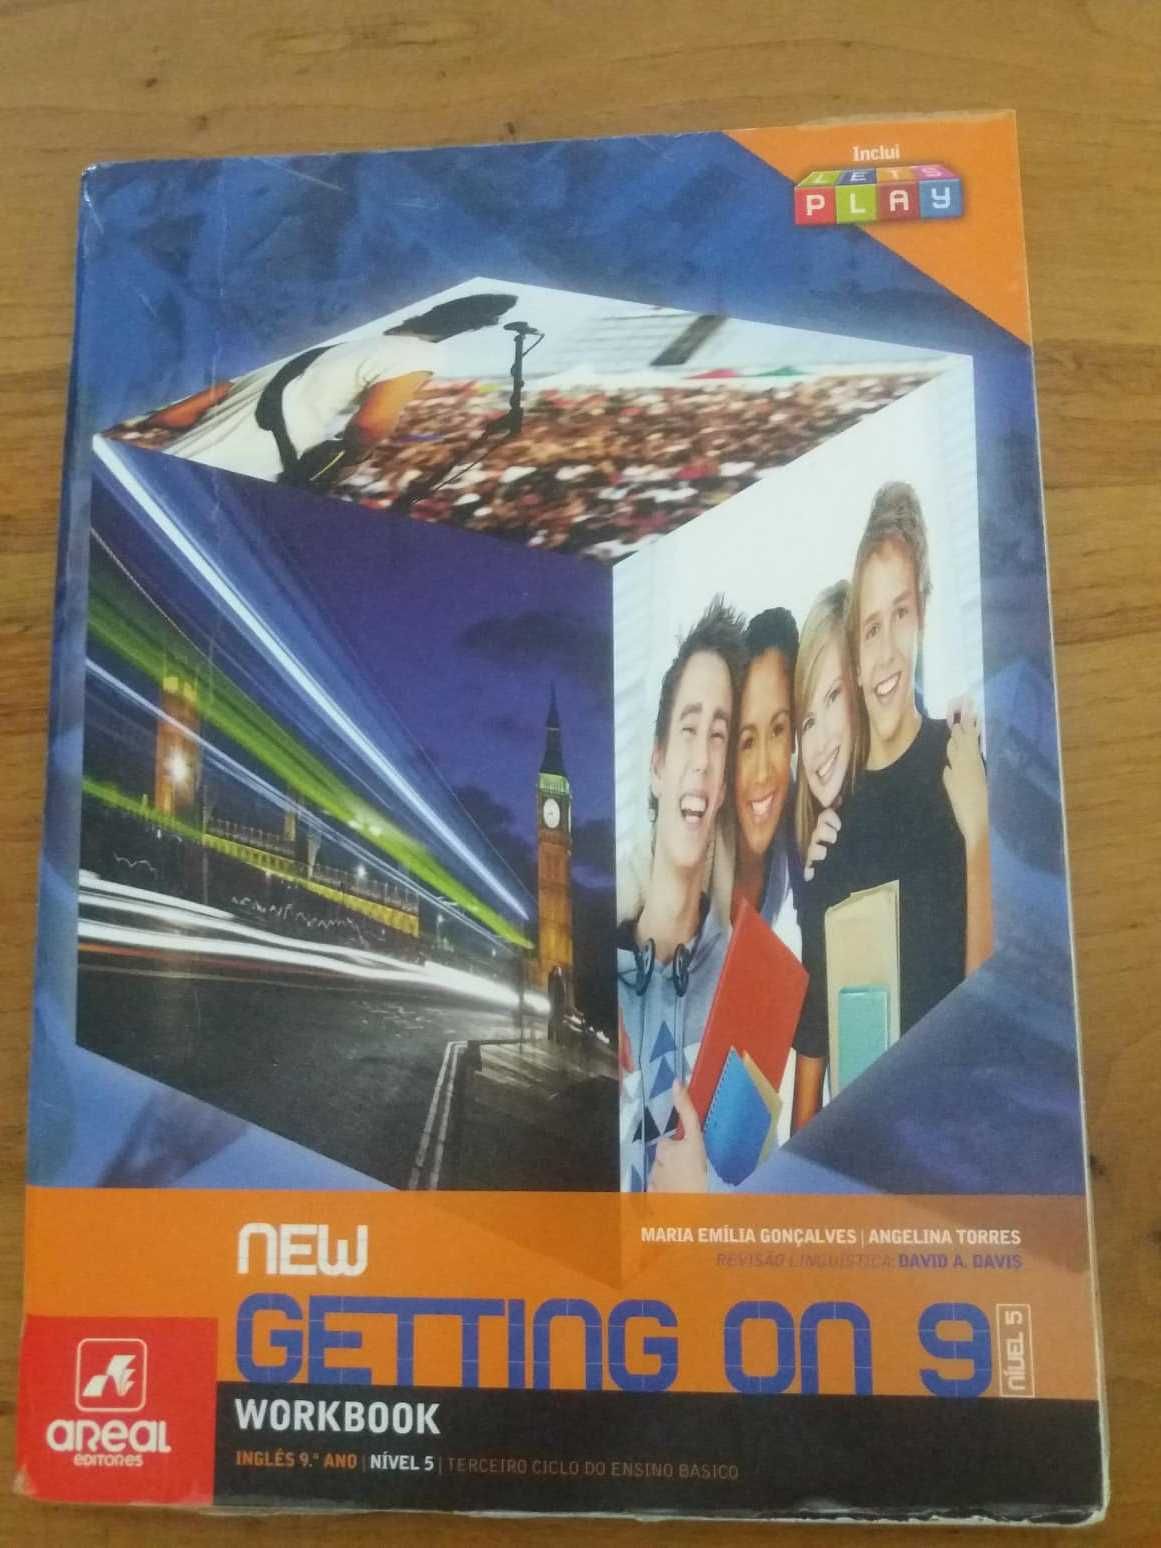 Inclui
LETS
PLAY
NEW
MARIA EMÍLIA GONÇALVES | ANGELINA TORRES
REVISÃO LINGUÍSTICA: DAVID A. DAVIS
GETTING ON 9
NÍVEL 5
WORKBOOK
INGLÊS 9.º ANO | NÍVEL 5 | TERCEIRO CICLO DO ENSINO BÁSICO
aReal
EDITORES